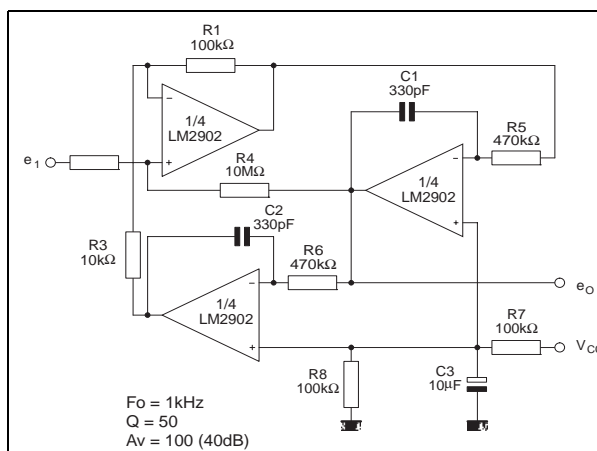 R1
100kΩ
C1
330pF
−
1/4
LM2902
+
e1
R5
470kΩ
−
1/4
LM2902
+
R4
10MΩ
C2
330pF
R3
10kΩ
R6
470kΩ
−
1/4
LM2902
+
eO
R7
100kΩ
VCC
R8
100kΩ
C3
10µF
Fo = 1kHz
Q = 50
Av = 100 (40dB)